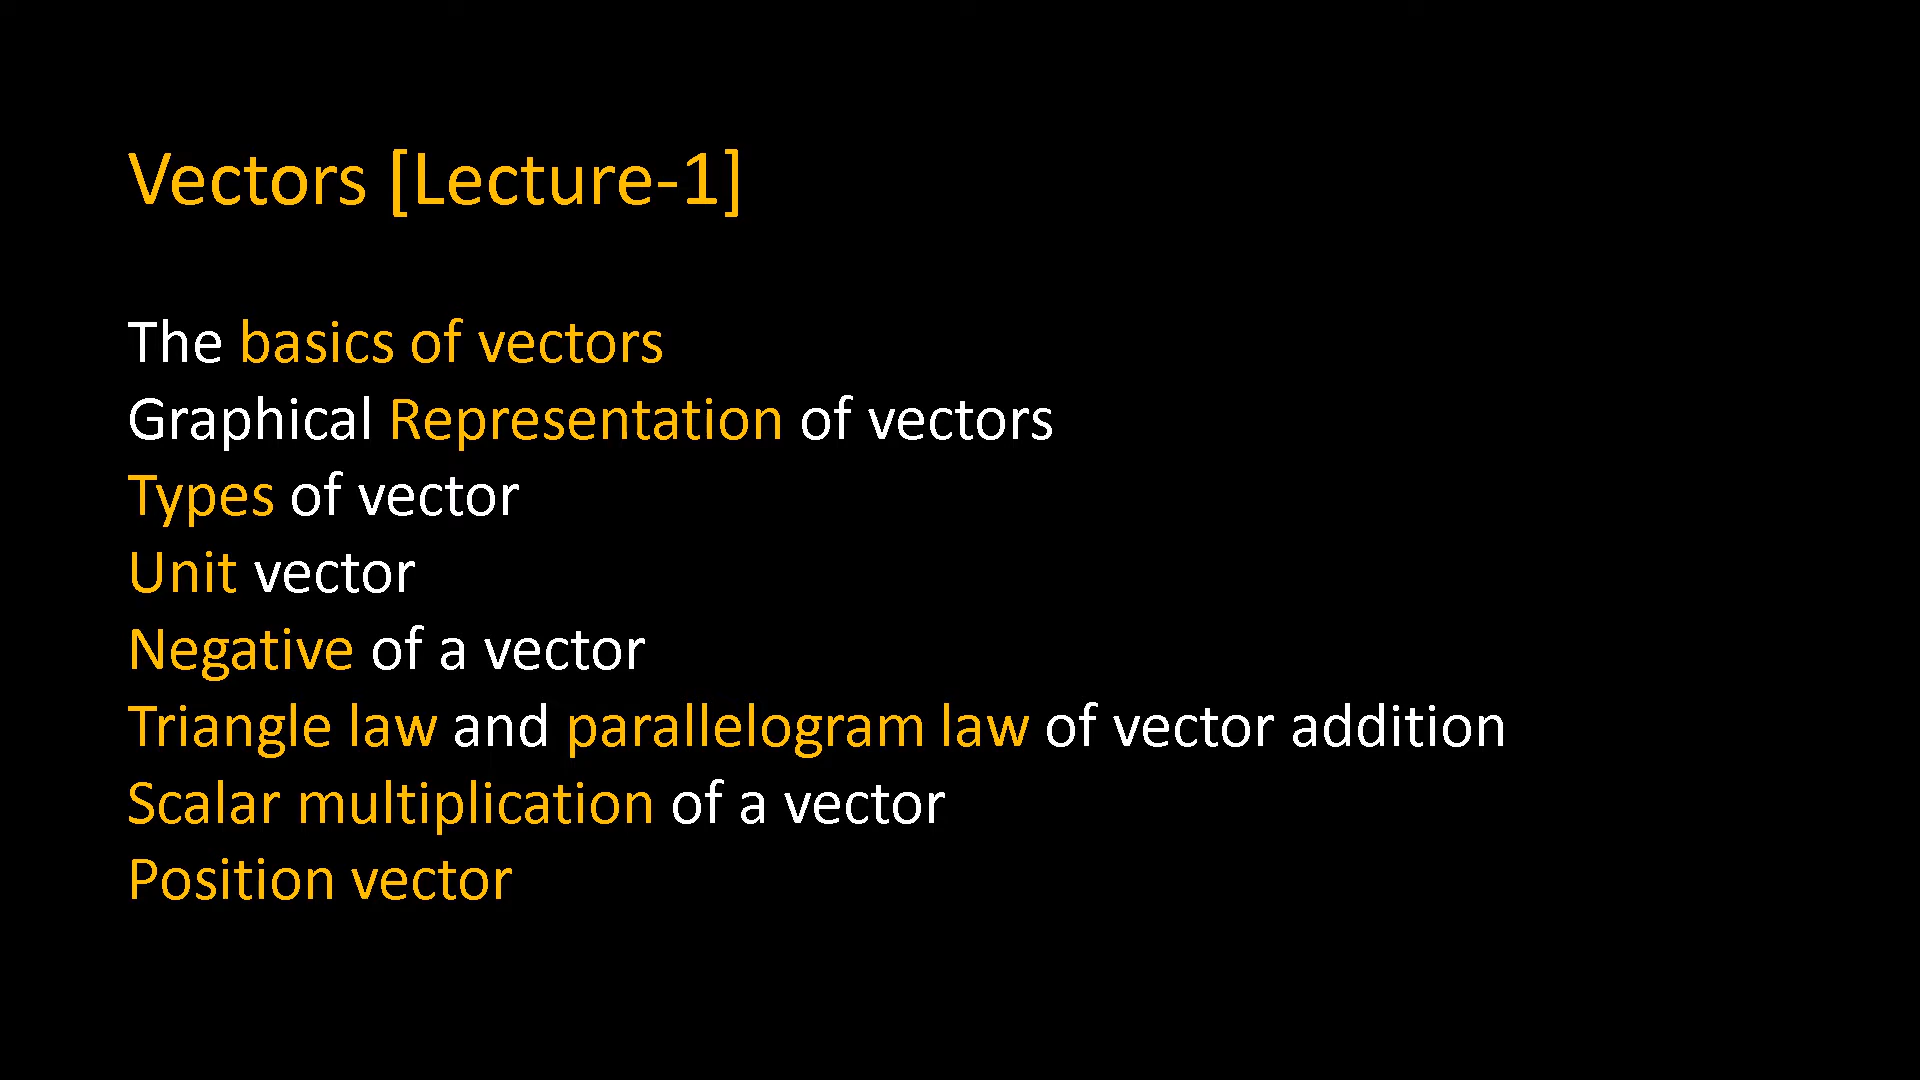 Vectors [Lecture-1]
The basics of vectors
Graphical Representation of vectors
Types of vector
Unit vector
Negative of a vector
Triangle law and parallelogram law of vector addition
Scalar multiplication of a vector
Position vector